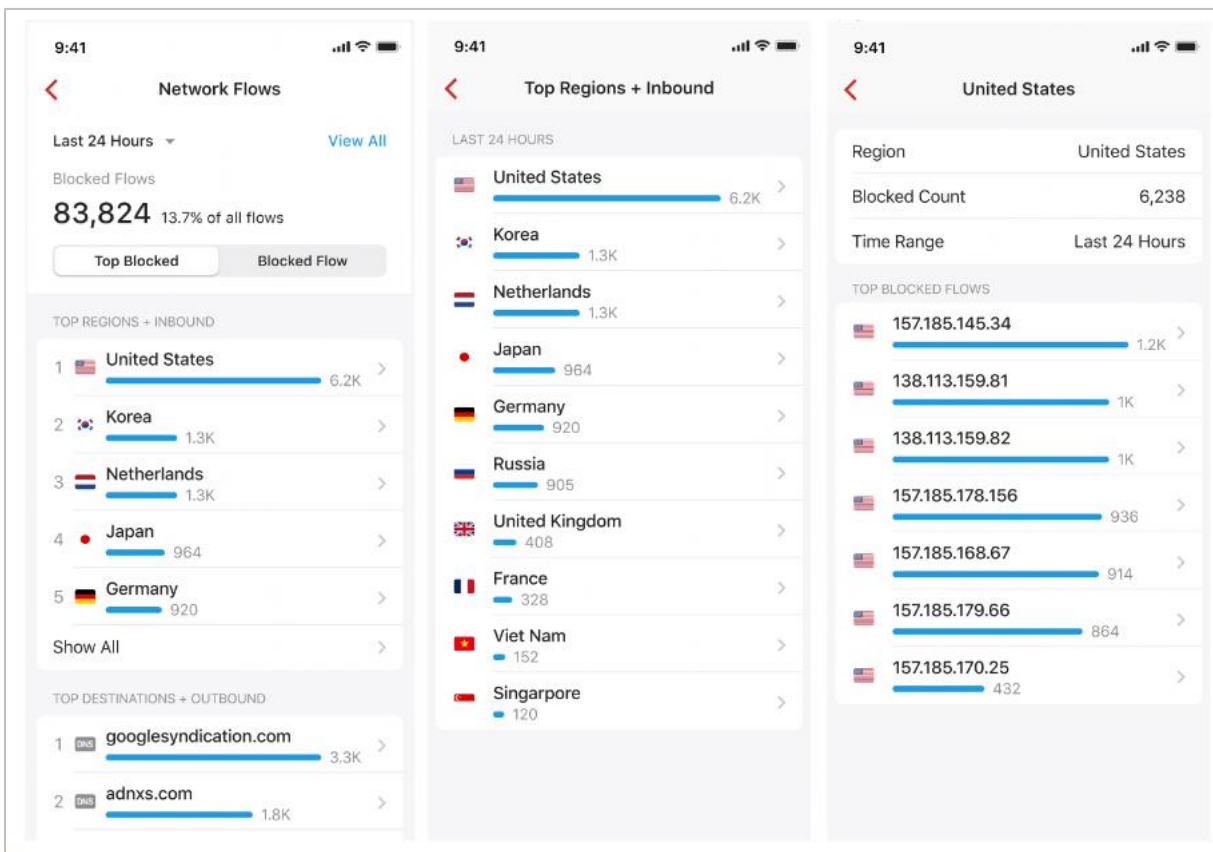 9:41
Network Flows
Last 24 Hours
View All
Blocked Flows
83,824 13.7% of all flows
Top Blocked
Blocked Flow
TOP REGIONS + INBOUND
1 United States
6.2K
2 Korea
1.3K
3 Netherlands
1.3K
4 Japan
964
5 Germany
920
Show All
TOP DESTINATIONS + OUTBOUND
1 DNS googlesyndication.com
3.3K
2 DNS adnxs.com
1.8K
9:41
Top Regions + Inbound
LAST 24 HOURS
United States
6.2K
Korea
1.3K
Netherlands
1.3K
Japan
964
Germany
920
Russia
905
United Kingdom
408
France
328
Viet Nam
152
Singarpore
120
9:41
United States
Region United States
Blocked Count 6,238
Time Range Last 24 Hours
TOP BLOCKED FLOWS
157.185.145.34
1.2K
138.113.159.81
1K
138.113.159.82
1K
157.185.178.156
936
157.185.168.67
914
157.185.179.66
864
157.185.170.25
432